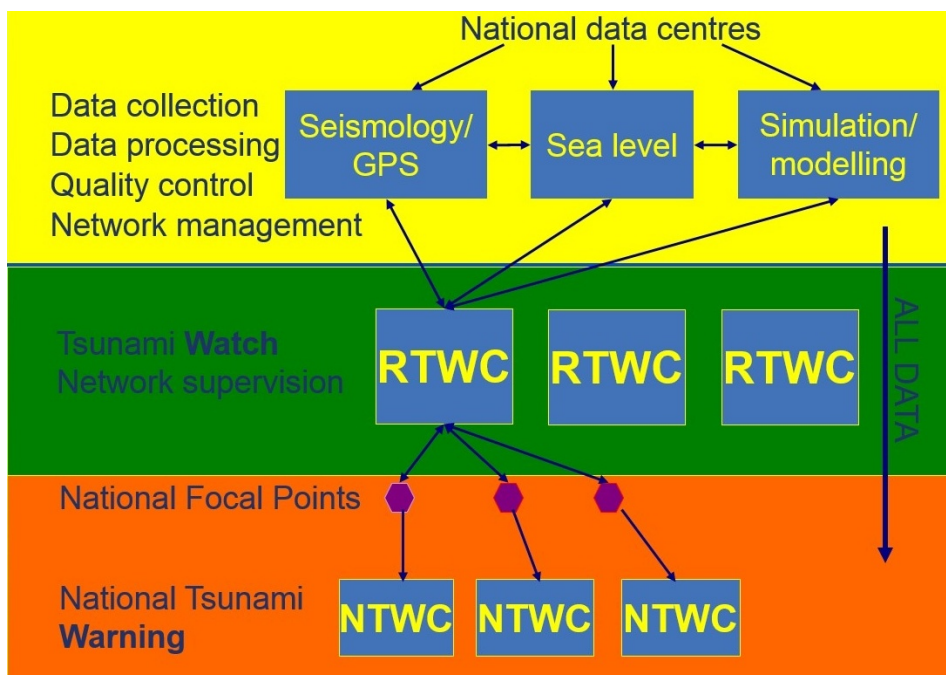 National data centres
Data collection
Data processing
Quality control
Network management
Seismology/
GPS
Sea level
Simulation/
modelling
Tsunami Watch
Network supervision
RTWC
RTWC
RTWC
ALL DATA
National Focal Points
National Tsunami
Warning
NTWC
NTWC
NTWC